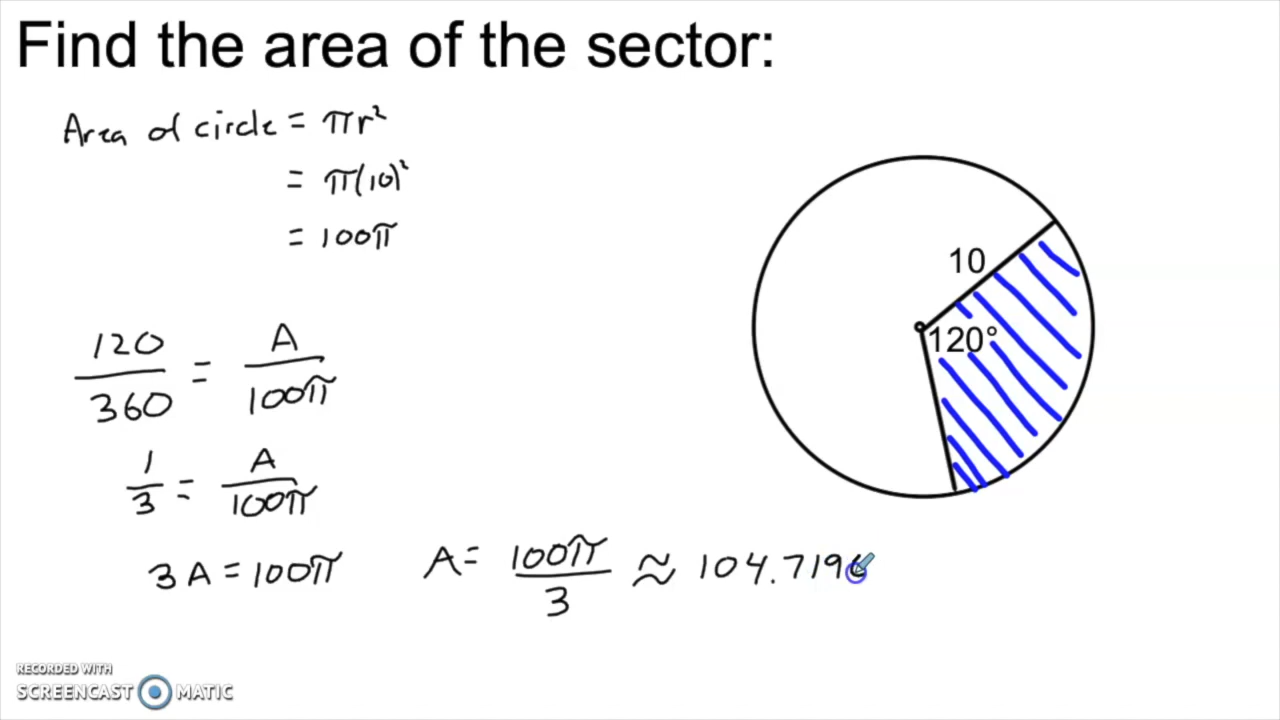 Find the area of the sector:
Area of circle = πr²
= π(10)²
= 100π
10
120°
120/360 = A/100π
1/3 = A/100π
3A = 100π
A = 100π/3 ≈ 104.719
RECORDED WITH
SCREENCAST MATIC